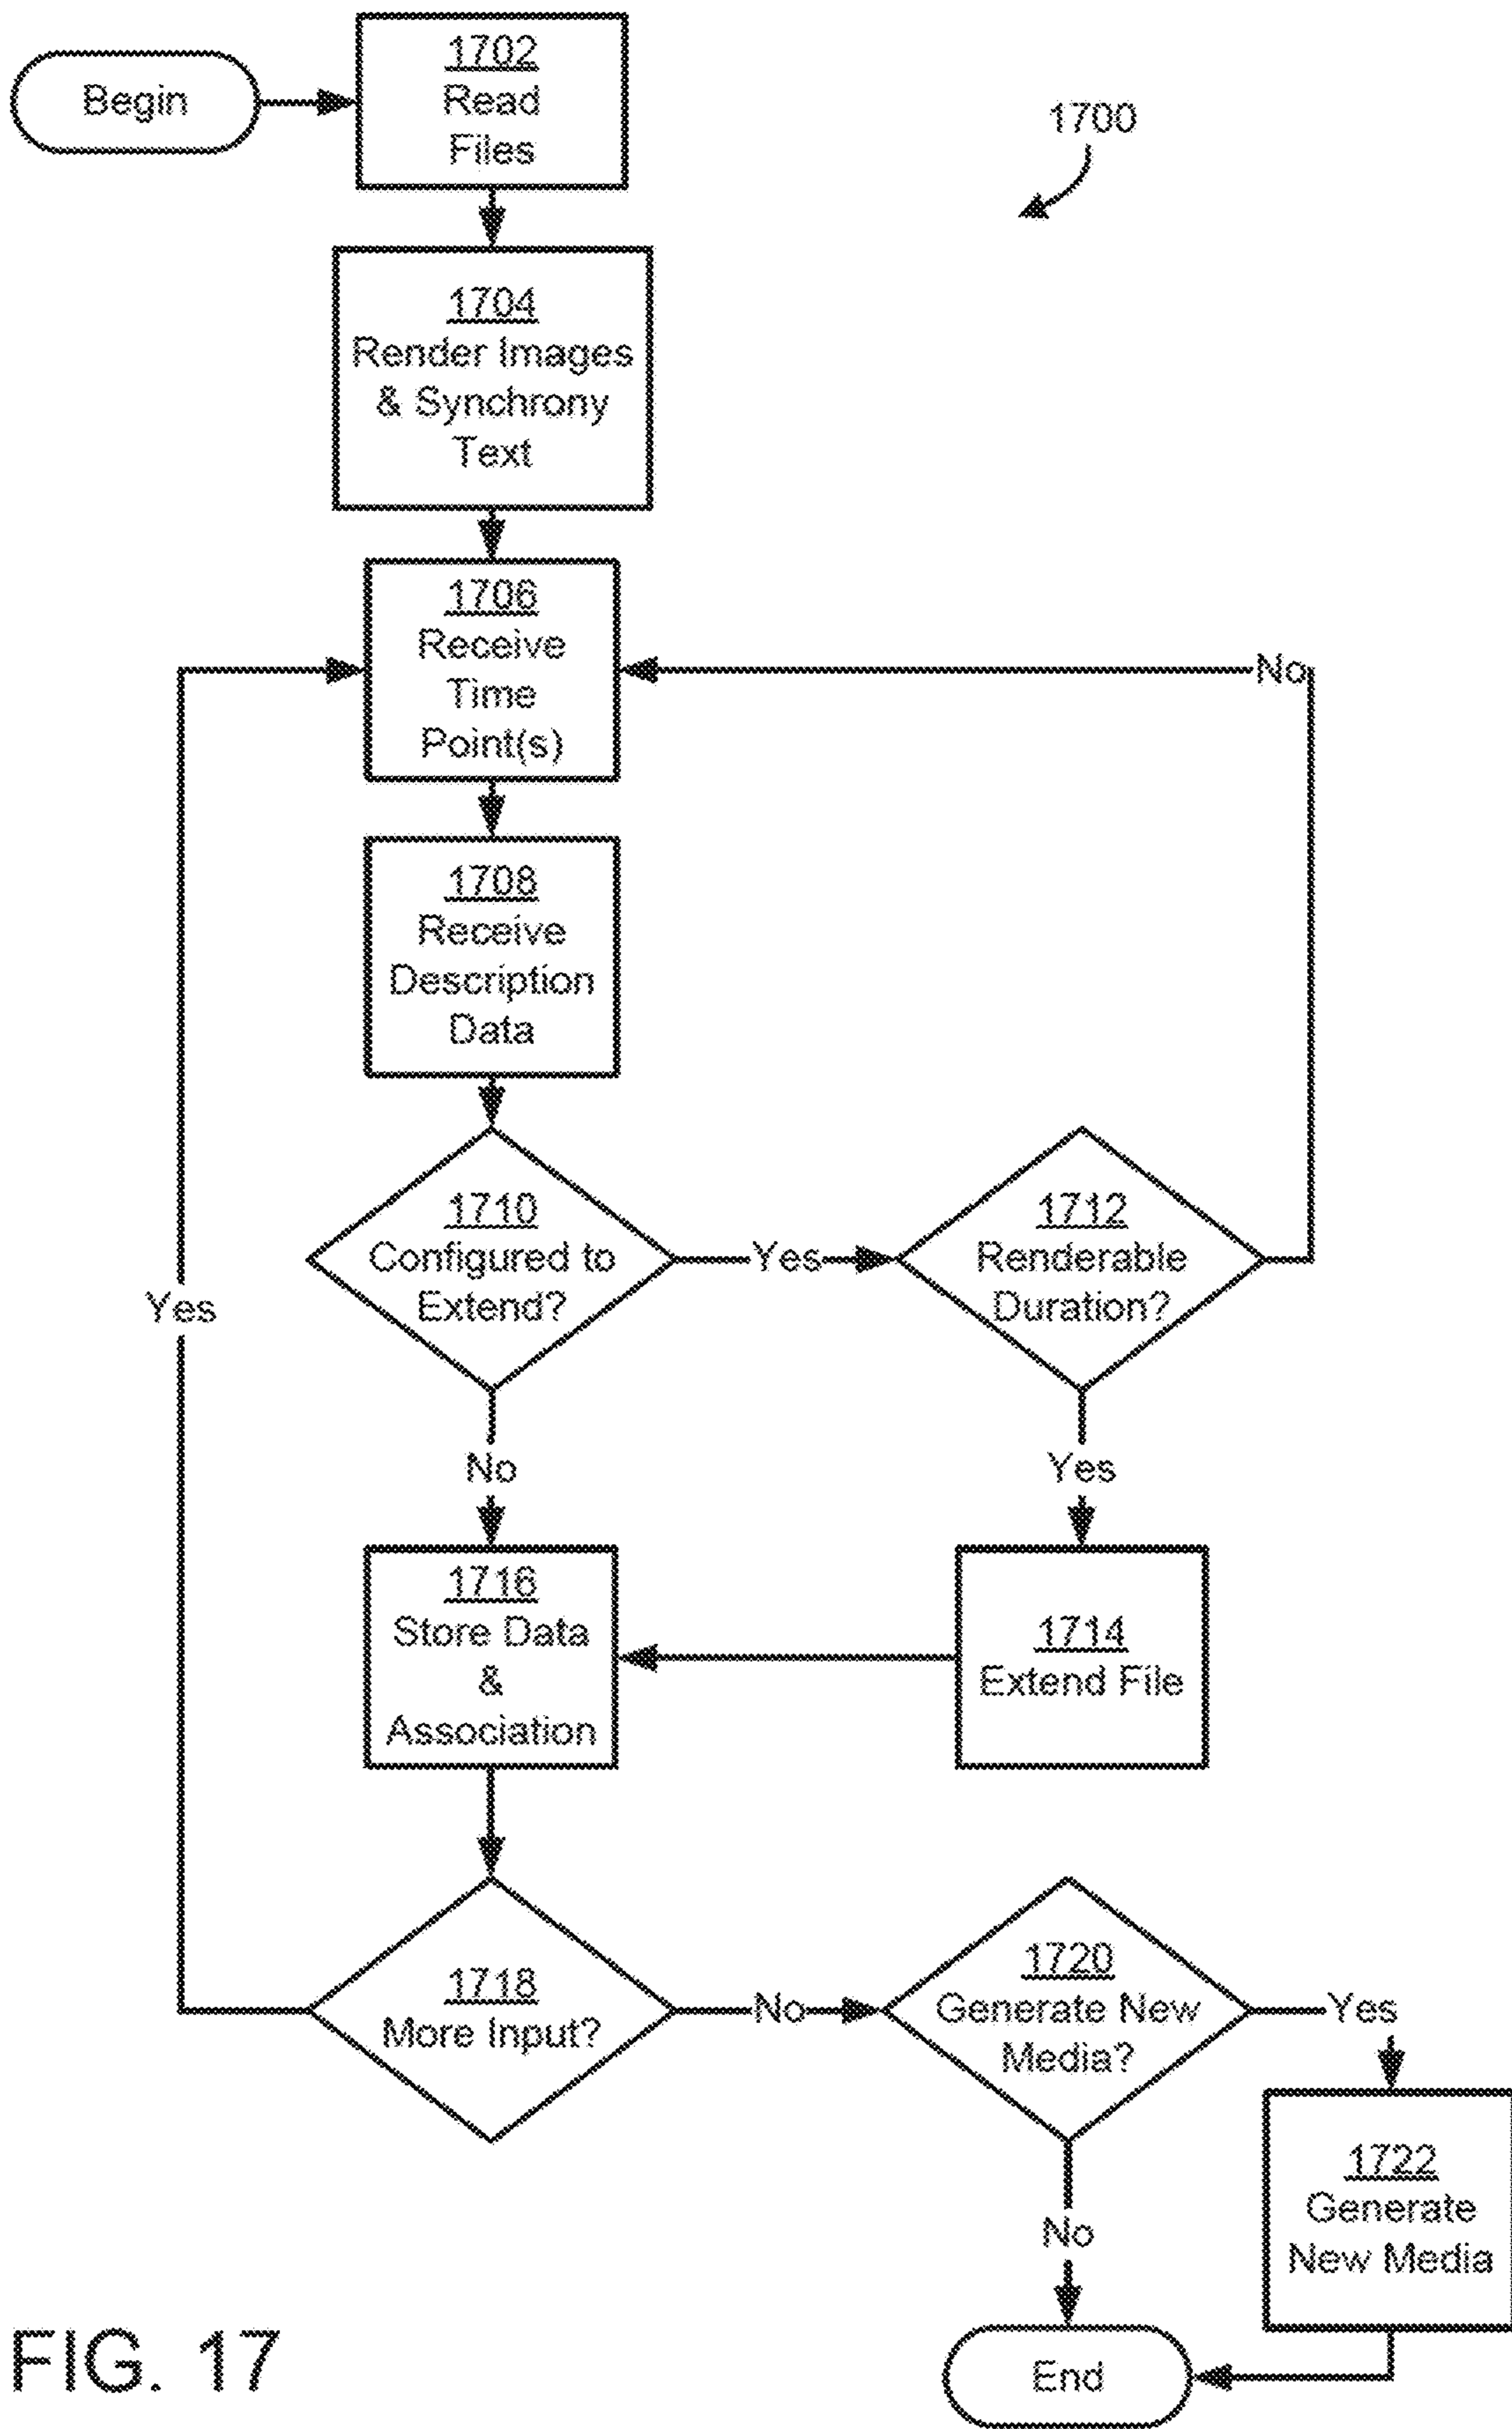 Begin
1702
Read
Files
1700
1704
Render Images
& Synchrony
Text
1706
Receive
Time
Point(s)
No
1708
Receive
Description
Data
1710
Configured to
Extend?
Yes
1712
Renderable
Duration?
Yes
No
Yes
1716
Store Data
&
Association
1714
Extend File
1718
More Input?
No
1720
Generate New
Media?
Yes
1722
Generate
New Media
No
End
FIG. 17